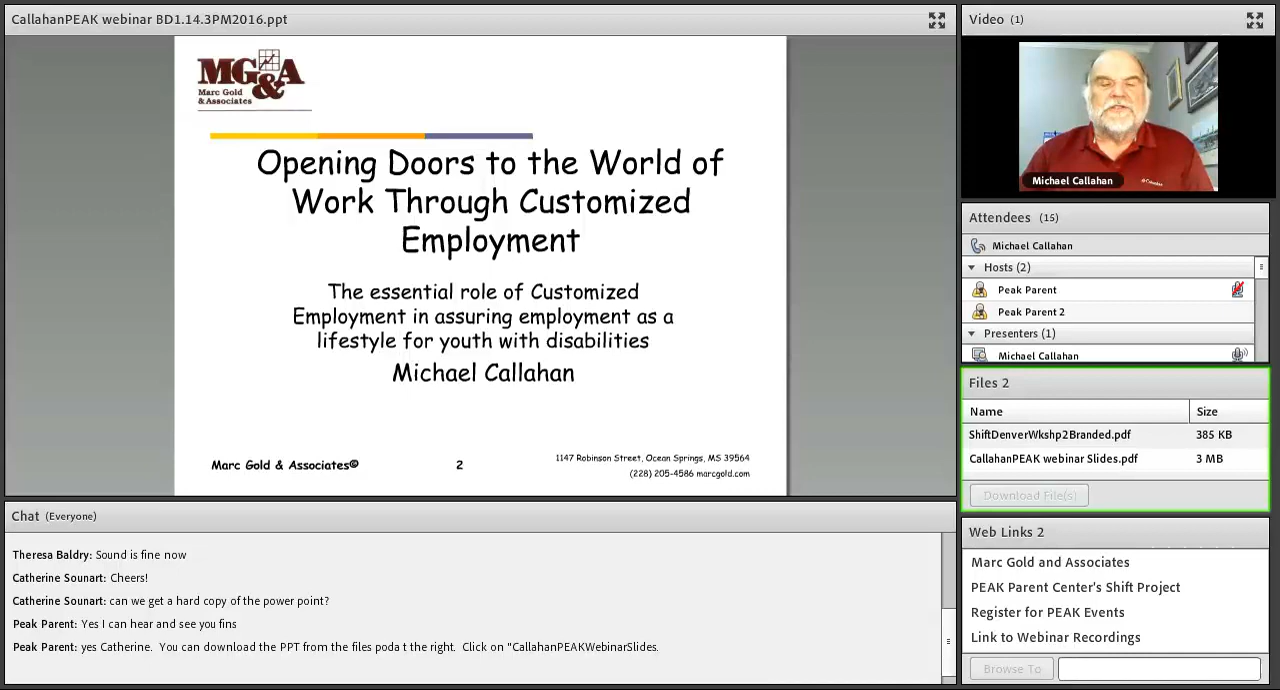 CallahanPEAK webinar BD1.14.3PM2016.ppt
MG&A
Marc Gold
& Associates
Opening Doors to the World of
Work Through Customized
Employment
The essential role of Customized
Employment in assuring employment as a
lifestyle for youth with disabilities
Michael Callahan
Marc Gold & Associates©
2
1147 Robinson Street, Ocean Springs, MS 39564
(228) 205-4586 marcgold.com
Chat (Everyone)
Theresa Baldry: Sound is fine now
Catherine Sounart: Cheers!
Catherine Sounart: can we get a hard copy of the power point?
Peak Parent: Yes I can hear and see you fins
Peak Parent: yes Catherine. You can download the PPT from the files poda t the right. Click on "CallahanPEAKWebinarSlides.
Video (1)
Michael Callahan
Attendees (15)
Michael Callahan
Hosts (2)
Peak Parent
Peak Parent 2
Presenters (1)
Michael Callahan
Files 2
Name Size
ShiftDenverWkshp2Branded.pdf 385 KB
CallahanPEAK webinar Slides.pdf 3 MB
Download File(s)
Web Links 2
Marc Gold and Associates
PEAK Parent Center's Shift Project
Register for PEAK Events
Link to Webinar Recordings
Browse To